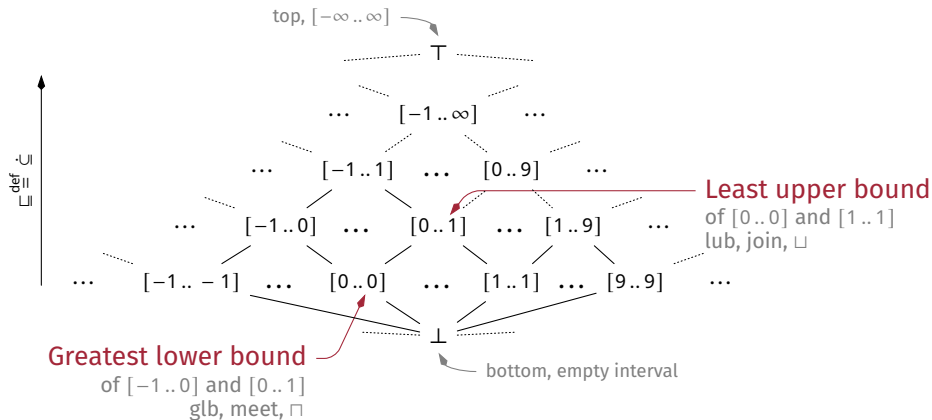 top, [−∞ .. ∞]
⊤
... [−1 .. ∞] ...
... [−1 .. 1] ... [0 .. 9] ...
⊑ def= ⊆̇
Least upper bound
... [−1 .. 0] ... [0 .. 1] ... [1 .. 9] ...
of [0 .. 0] and [1 .. 1]
lub, join, ⊔
... [−1 .. −1] ... [0 .. 0] ... [1 .. 1] ... [9 .. 9] ...
⊥
Greatest lower bound
bottom, empty interval
of [−1 .. 0] and [0 .. 1]
glb, meet, ⊓